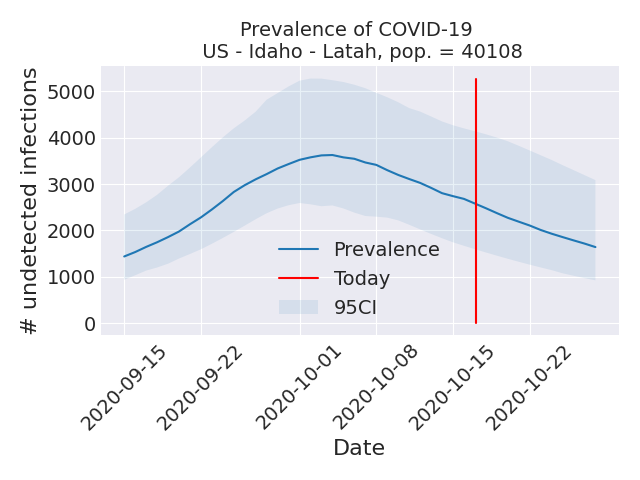 Prevalence of COVID-19
US - Idaho - Latah, pop. = 40108
# undetected infections
5000
4000
3000
2000
1000
0
Prevalence
Today
95CI
2020-09-15
2020-09-22
2020-10-01
2020-10-08
2020-10-15
2020-10-22
Date